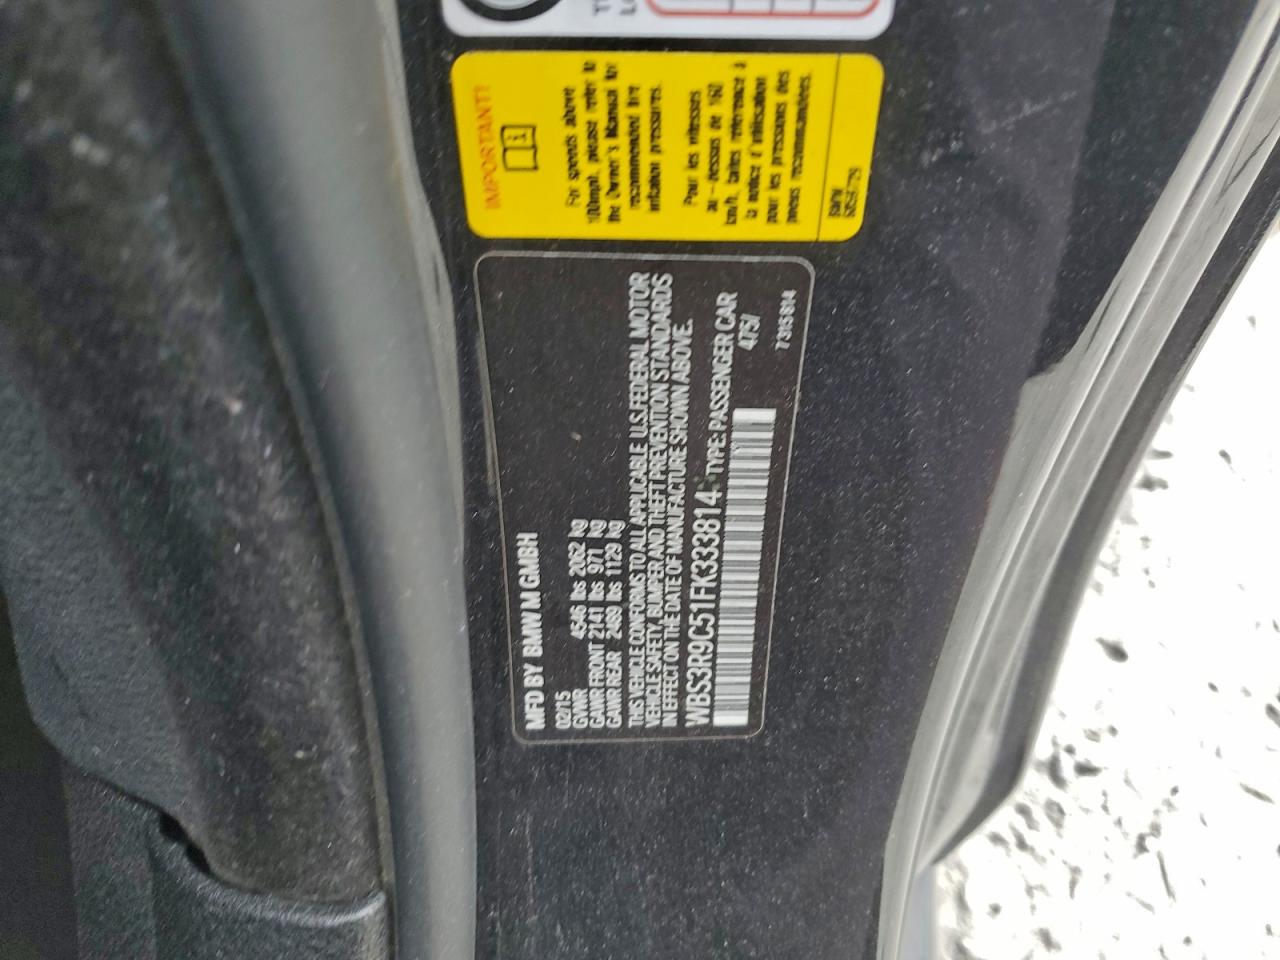 IMPORTANT!
For speeds above
100mph, please refer to
the Owner's Manual for
recommended tire
inflation pressures.
Pour les vitesses
au-dessus de 160
km/h, faites référence à
la notice d'utilisation
pour les pressions des
pneus recommandées.
BMW
MFD BY BMW M GMBH
02/15
GVWR 4546 lbs 2062 kg
GAWR FRONT 2141 lbs 971 kg
GAWR REAR 2489 lbs 1129 kg
THIS VEHICLE CONFORMS TO ALL APPLICABLE U.S. FEDERAL MOTOR
VEHICLE SAFETY, BUMPER AND THEFT PREVENTION STANDARDS
IN EFFECT ON THE DATE OF MANUFACTURE SHOWN ABOVE.
WBS3R9C51FK333814 TYPE: PASSENGER CAR
475/
7 315 814